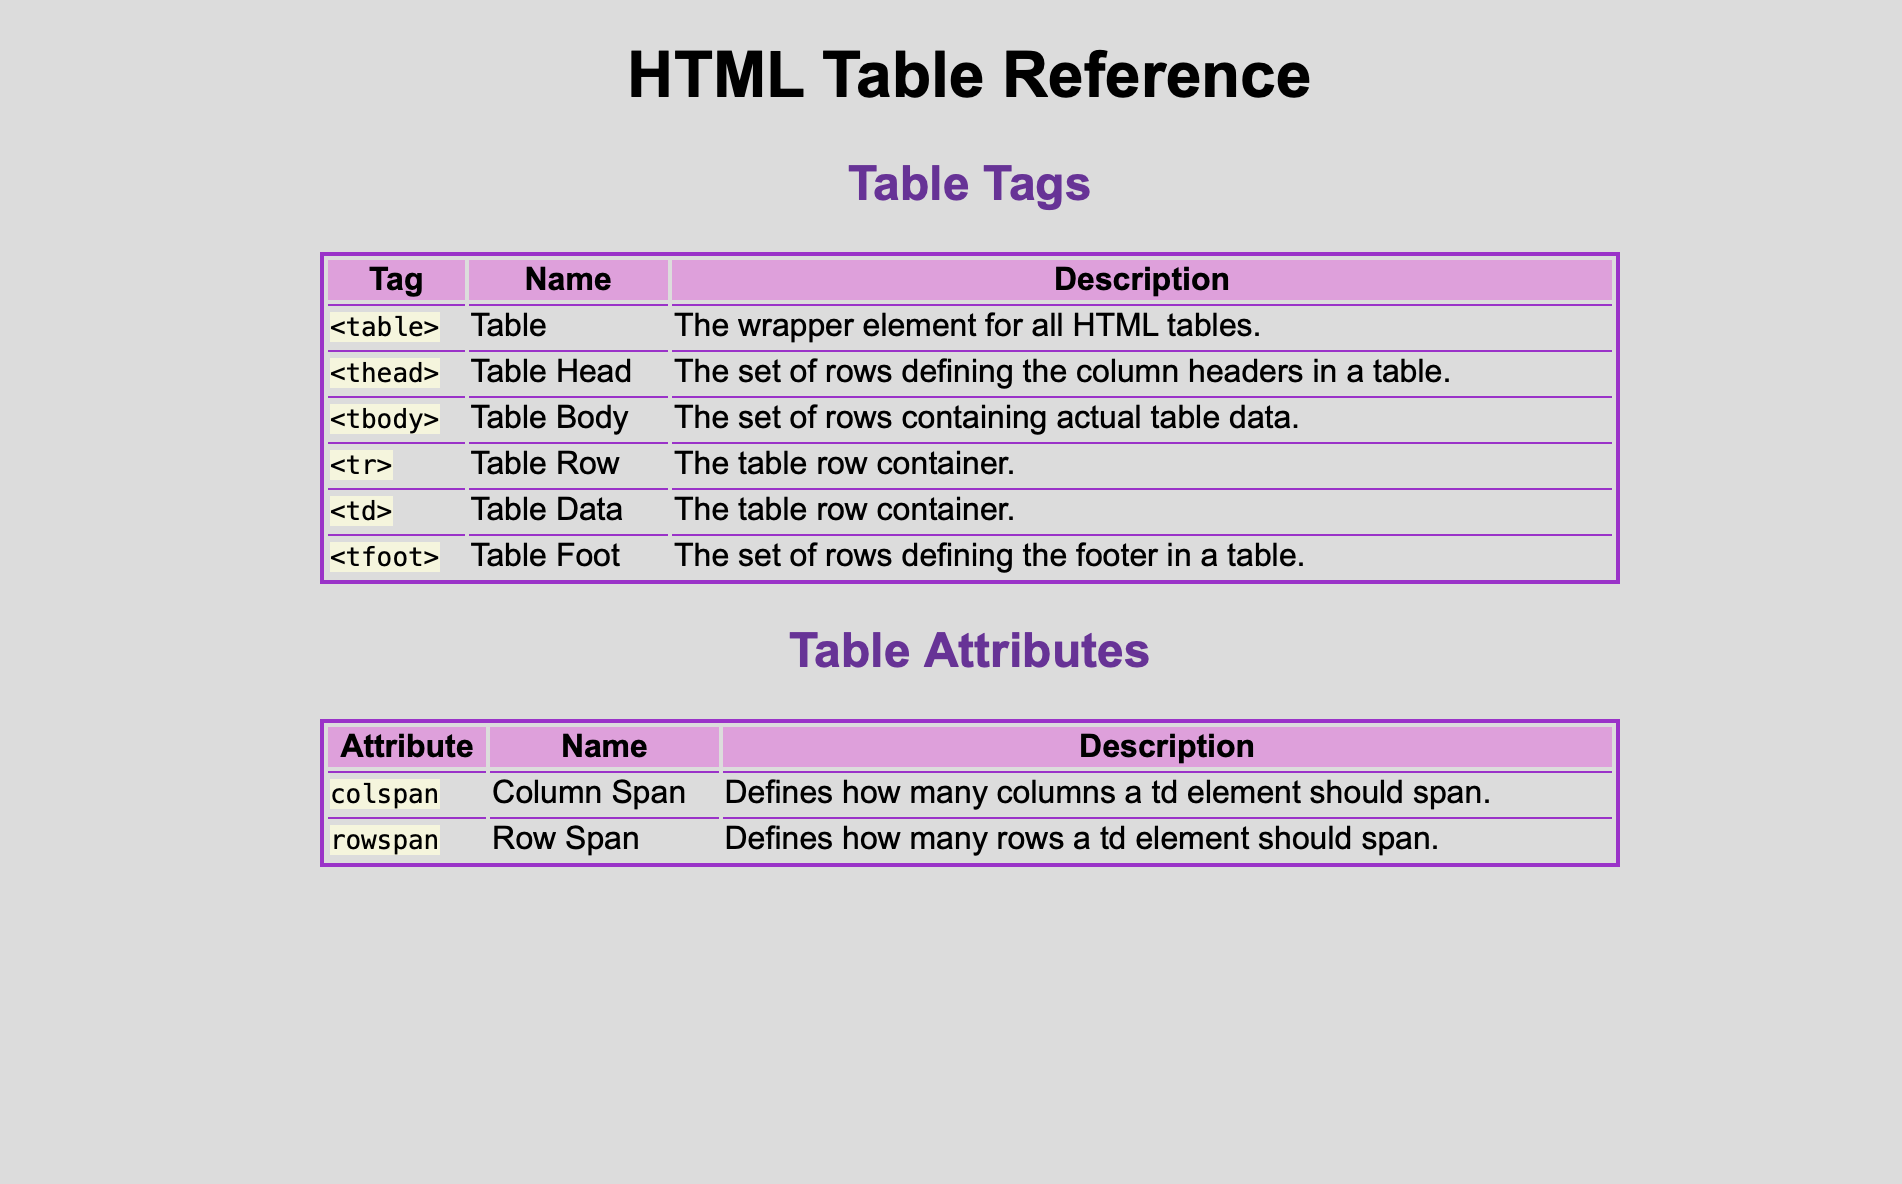 HTML Table Reference
Table Tags
Tag Name Description
<table> Table The wrapper element for all HTML tables.
<thead> Table Head The set of rows defining the column headers in a table.
<tbody> Table Body The set of rows containing actual table data.
<tr> Table Row The table row container.
<td> Table Data The table row container.
<tfoot> Table Foot The set of rows defining the footer in a table.
Table Attributes
Attribute Name Description
colspan Column Span Defines how many columns a td element should span.
rowspan Row Span Defines how many rows a td element should span.